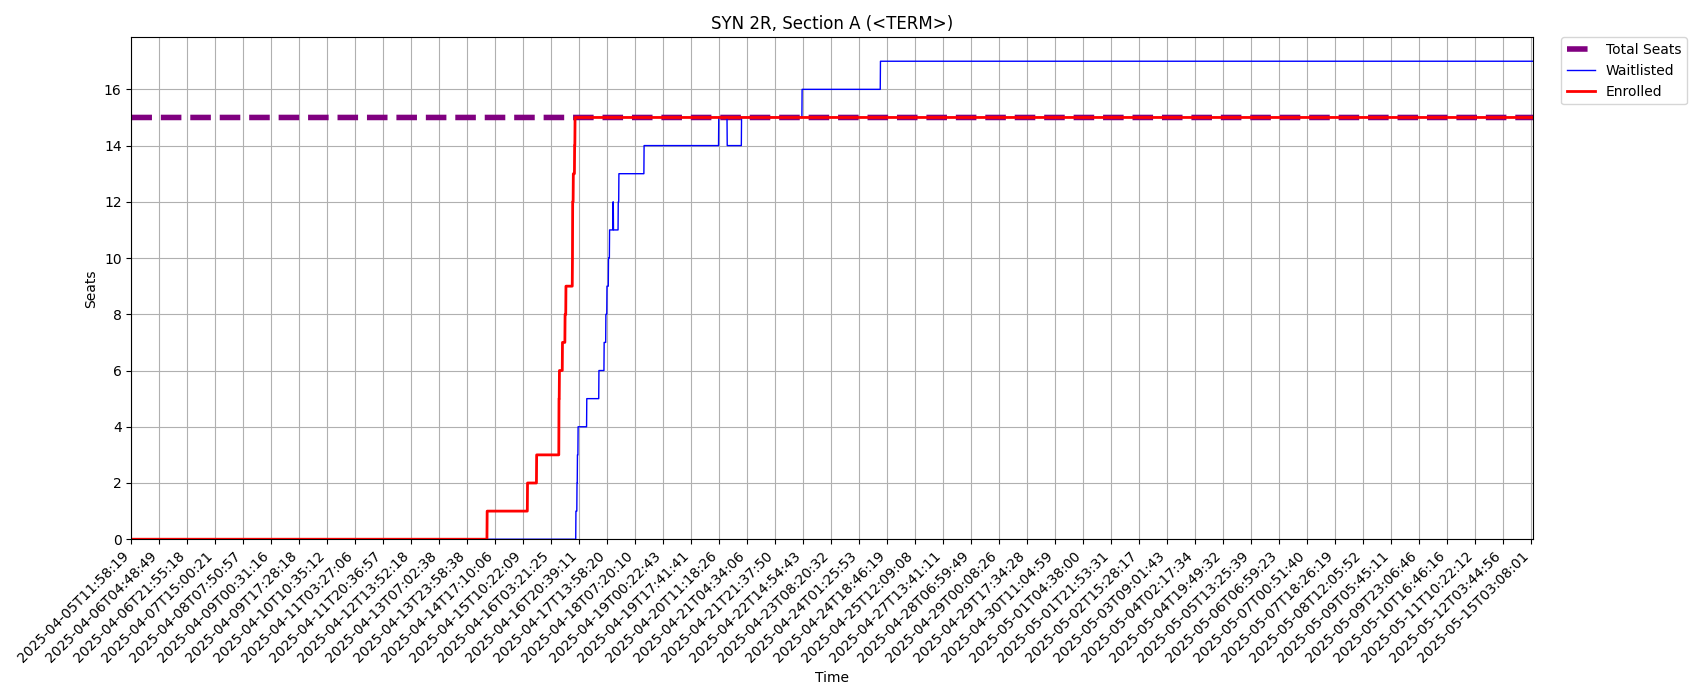 SYN 2R, Section A (<TERM>)
Total Seats
Waitlisted
Enrolled
Seats
16
14
12
10
8
6
4
2
0
2025-04-05T11:58:19
2025-04-06T04:48:49
2025-04-06T21:55:18
2025-04-07T15:00:21
2025-04-08T07:50:57
2025-04-09T00:31:16
2025-04-09T17:28:18
2025-04-10T10:35:12
2025-04-11T03:27:06
2025-04-11T20:36:57
2025-04-12T13:52:18
2025-04-13T07:02:38
2025-04-13T23:58:38
2025-04-14T17:10:06
2025-04-15T10:22:09
2025-04-16T03:21:25
2025-04-16T20:39:11
2025-04-17T13:58:20
2025-04-18T07:20:10
2025-04-19T00:22:43
2025-04-19T17:41:41
2025-04-20T11:18:26
2025-04-21T04:34:06
2025-04-21T21:37:50
2025-04-22T14:54:43
2025-04-23T08:20:32
2025-04-24T01:25:53
2025-04-24T18:46:19
2025-04-25T12:09:08
2025-04-27T13:41:11
2025-04-28T06:59:49
2025-04-29T00:08:26
2025-04-29T17:34:28
2025-04-30T11:04:59
2025-05-01T04:38:00
2025-05-01T21:53:31
2025-05-02T15:28:17
2025-05-03T09:01:43
2025-05-04T02:17:34
2025-05-04T19:49:32
2025-05-05T13:25:39
2025-05-06T06:59:23
2025-05-07T00:51:40
2025-05-07T18:26:19
2025-05-08T12:05:52
2025-05-09T05:45:11
2025-05-09T23:06:46
2025-05-10T16:46:16
2025-05-11T10:22:12
2025-05-12T03:44:56
2025-05-15T03:08:01
Time